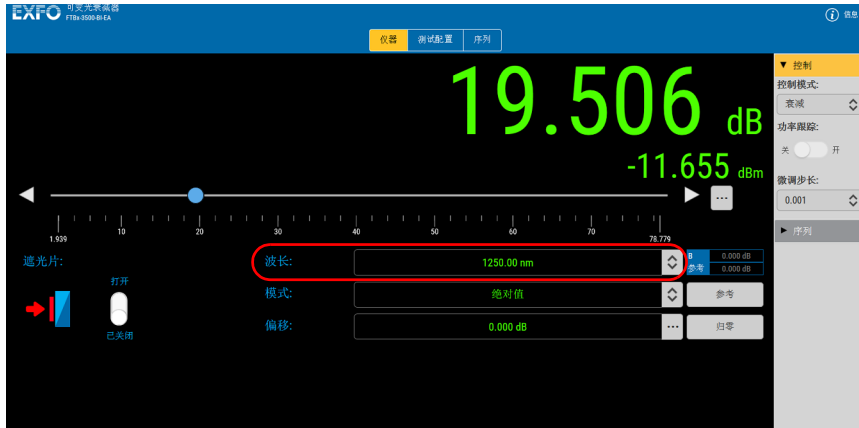 EXFO 可变光衰减器
FTBx-3500-BI-EA
信息
仪器 测试配置 序列
19.506 dB
-11.655 dBm
...
1.939 10 20 30 40 50 60 70 78.779
遮光片:
打开
已关闭
波长: 1250.00 nm
B 0.000 dB
参考 0.000 dB
模式: 绝对值
参考
偏移: 0.000 dB ...
归零
控制
控制模式:
衰减
功率跟踪:
关 开
微调步长:
0.001
序列